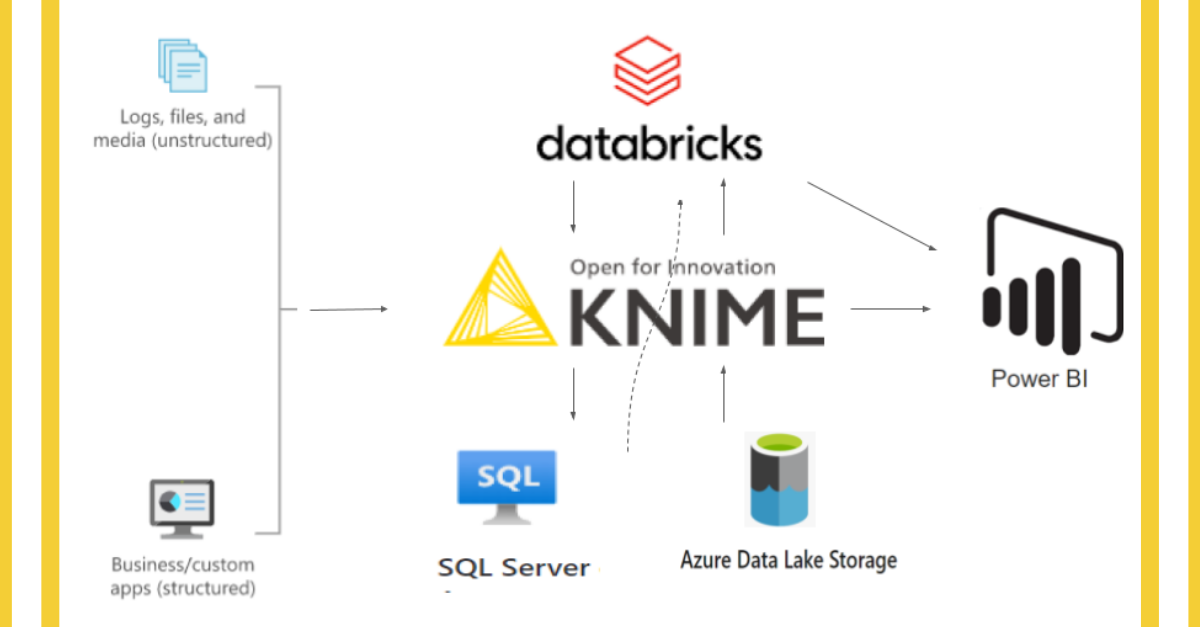 Logs, files, and
media (unstructured)
databricks
Open for Innovation
KNIME
Power BI
SQL
SQL Server
Azure Data Lake Storage
Business/custom
apps (structured)